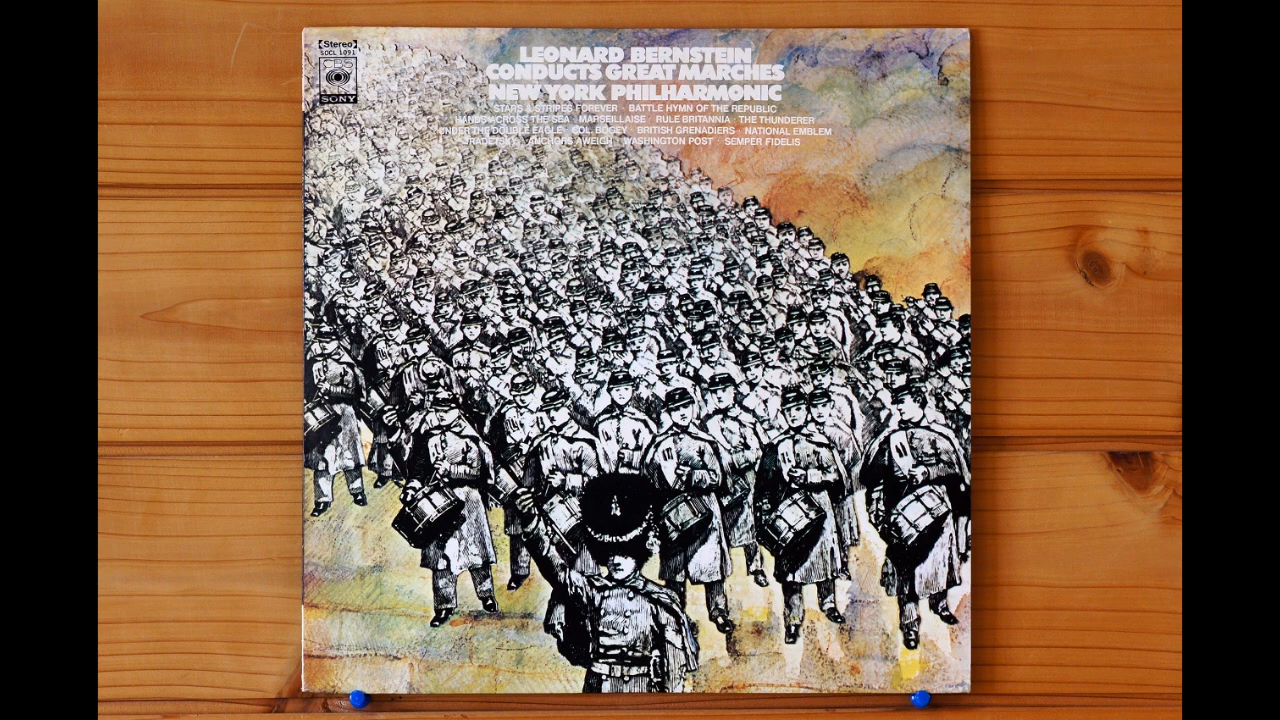 [Stereo]
SOCL 1091
CBS
SONY
LEONARD BERNSTEIN
CONDUCTS GREAT MARCHES
NEW YORK PHILHARMONIC
STARS & STRIPES FOREVER · BATTLE HYMN OF THE REPUBLIC
HANDS ACROSS THE SEA · MARSEILLAISE · RULE BRITANNIA · THE THUNDERER
UNDER THE DOUBLE EAGLE · COL. BOGEY · BRITISH GRENADIERS · NATIONAL EMBLEM
RADETSKY · ANCHORS AWEIGH · WASHINGTON POST · SEMPER FIDELIS